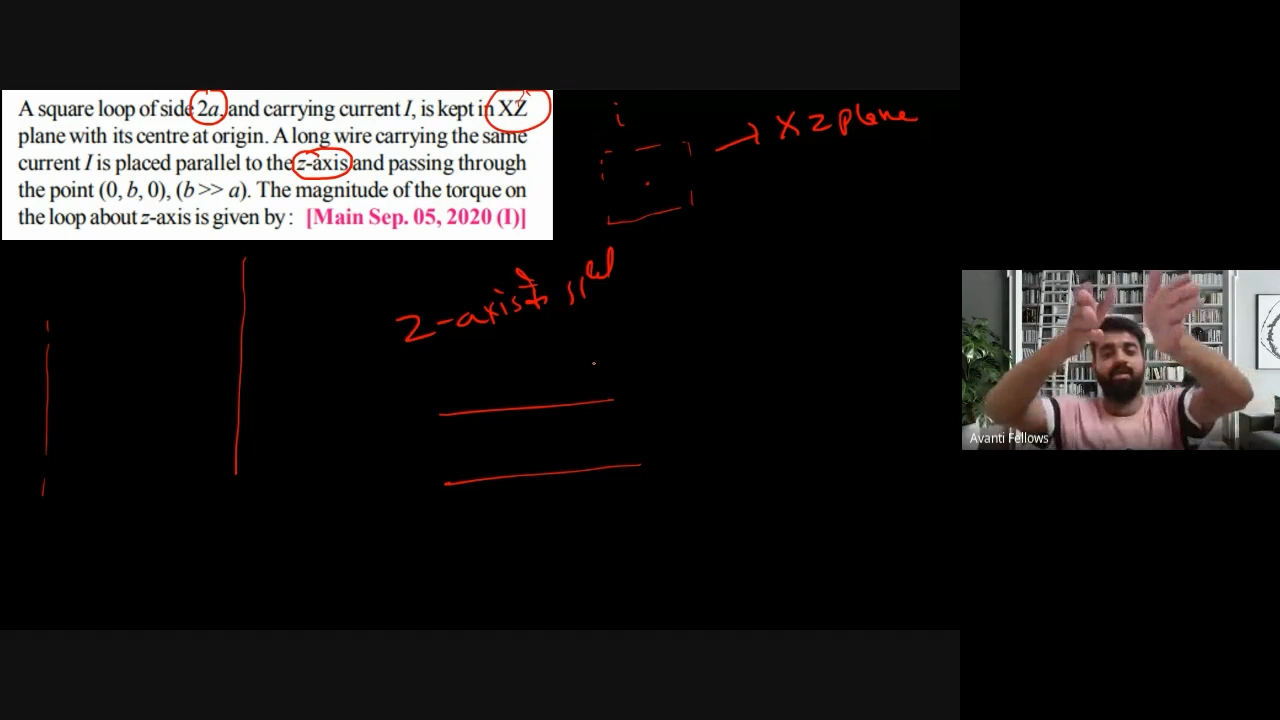 A square loop of side 2a, and carrying current I, is kept in XZ
plane with its centre at origin. A long wire carrying the same
current I is placed parallel to the z-axis and passing through
the point (0, b, 0), (b >> a). The magnitude of the torque on
the loop about z-axis is given by : [Main Sep. 05, 2020 (I)]
i
→ XZ plane
Z-axis
Avanti Fellows